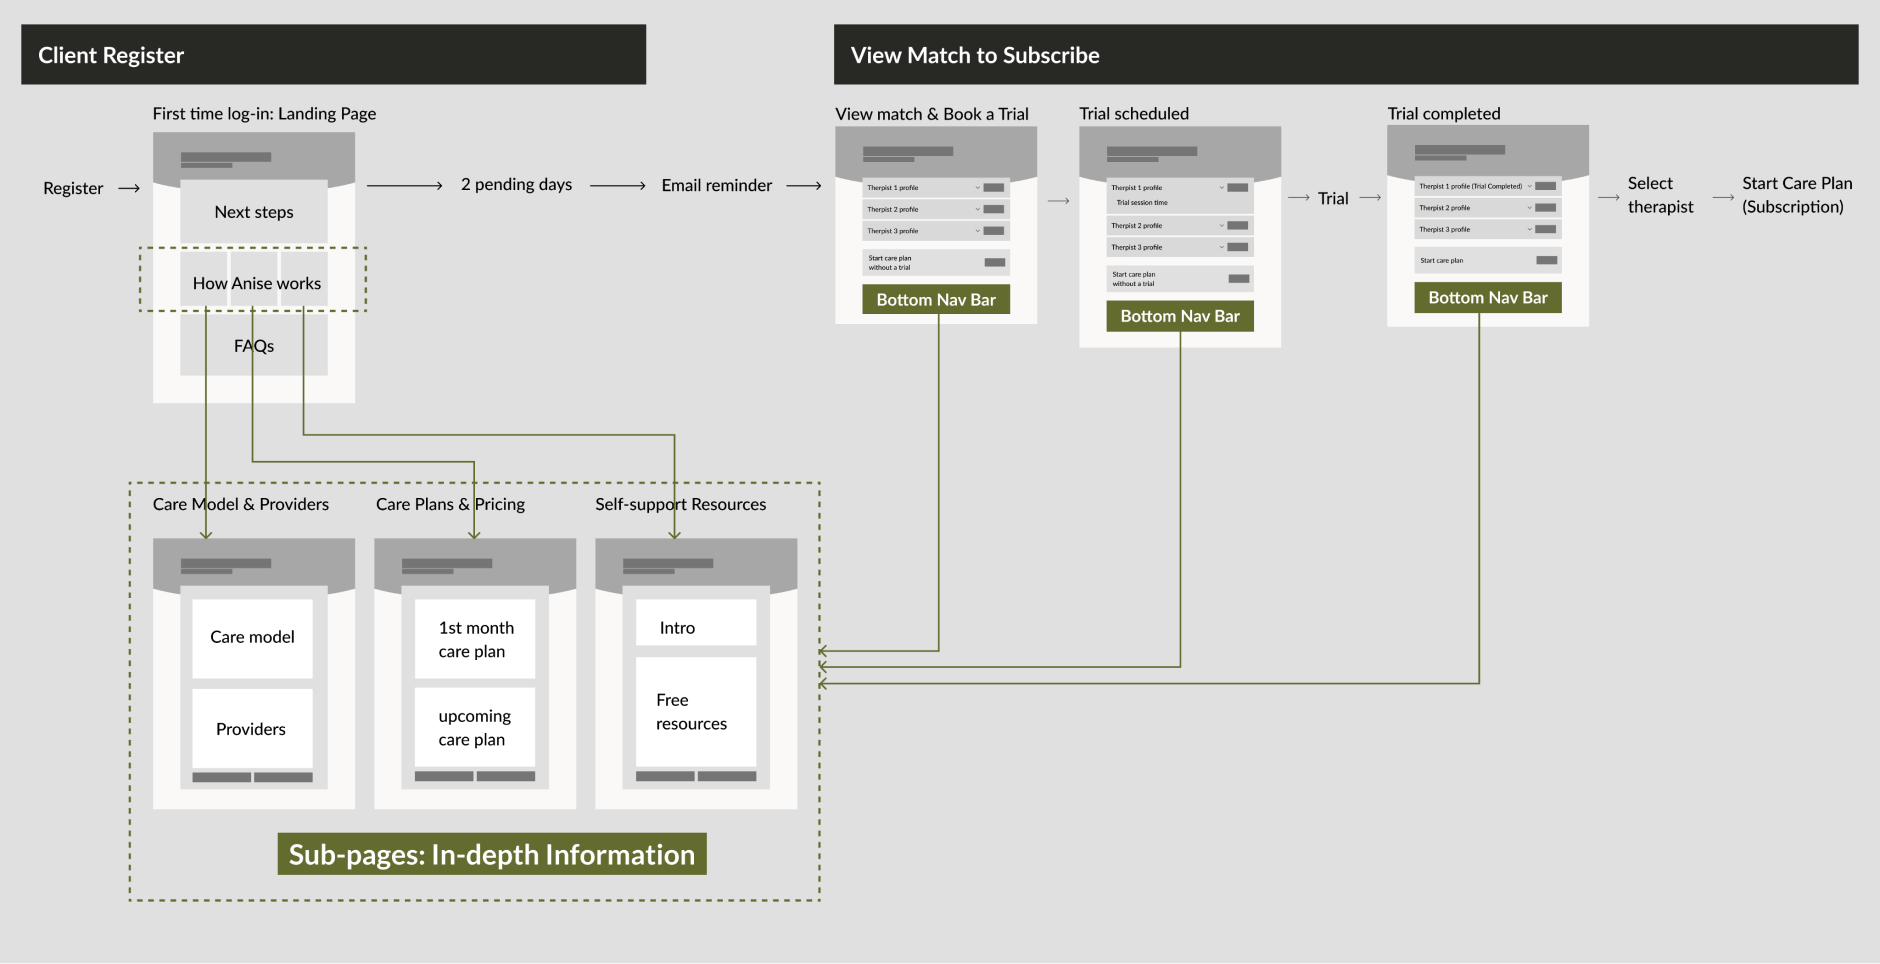 Client Register
View Match to Subscribe
First time log-in: Landing Page
View match & Book a Trial
Trial scheduled
Trial completed
Register
Next steps
How Anise works
FAQs
2 pending days
Email reminder
Therpist 1 profile
Therpist 2 profile
Therpist 3 profile
Start care plan
without a trial
Bottom Nav Bar
Therpist 1 profile
Trial session time
Therpist 2 profile
Therpist 3 profile
Start care plan
without a trial
Bottom Nav Bar
Trial
Therpist 1 profile (Trial Completed)
Therpist 2 profile
Therpist 3 profile
Start care plan
Bottom Nav Bar
Select
therapist
Start Care Plan
(Subscription)
Care Model & Providers
Care Plans & Pricing
Self-support Resources
Care model
Providers
1st month
care plan
upcoming
care plan
Intro
Free
resources
Sub-pages: In-depth Information